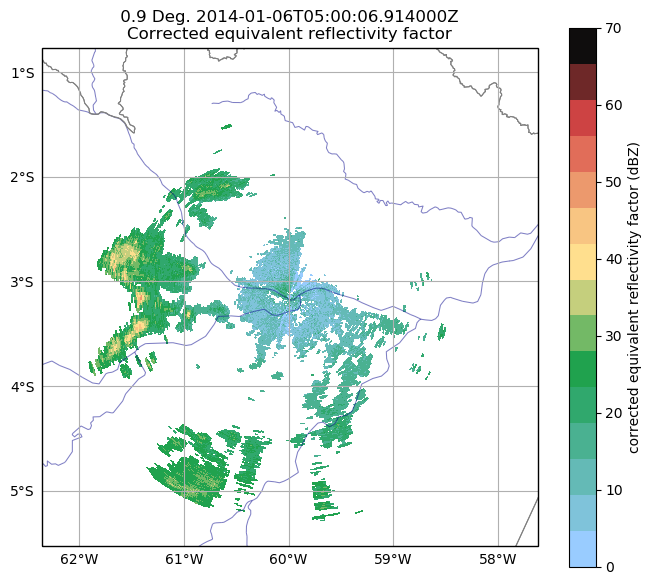 0.9 Deg. 2014-01-06T05:00:06.914000Z
Corrected equivalent reflectivity factor
1°S
2°S
3°S
4°S
5°S
62°W
61°W
60°W
59°W
58°W
70
60
50
40
30
20
10
0
corrected equivalent reflectivity factor (dBZ)